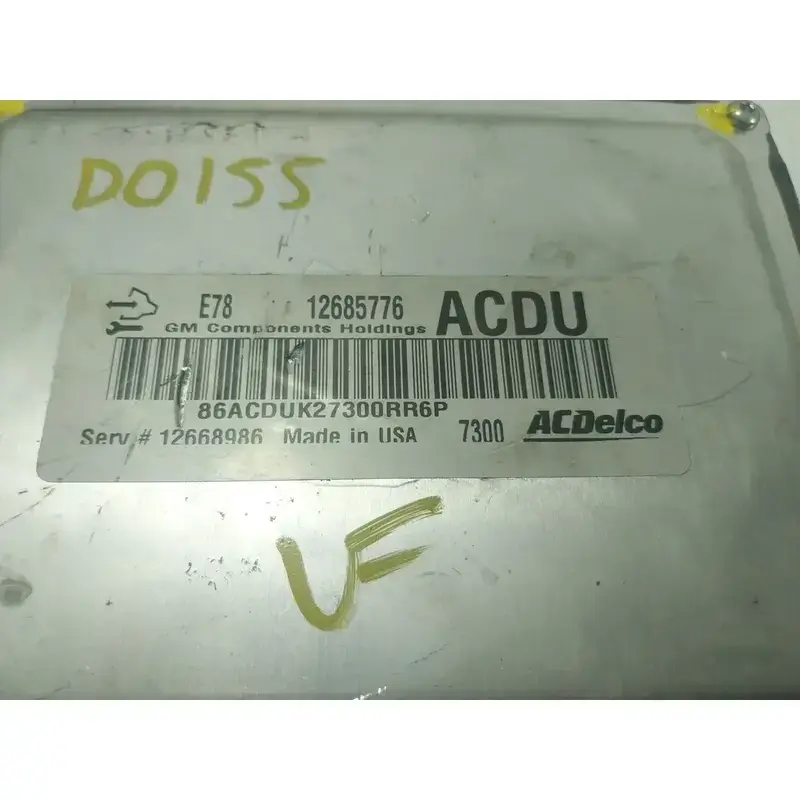 DO155
E78 12685776 ACDU
GM Components Holdings
86ACDUK27300RR6P
Serv # 12668986 Made in USA 7300 ACDelco
VF